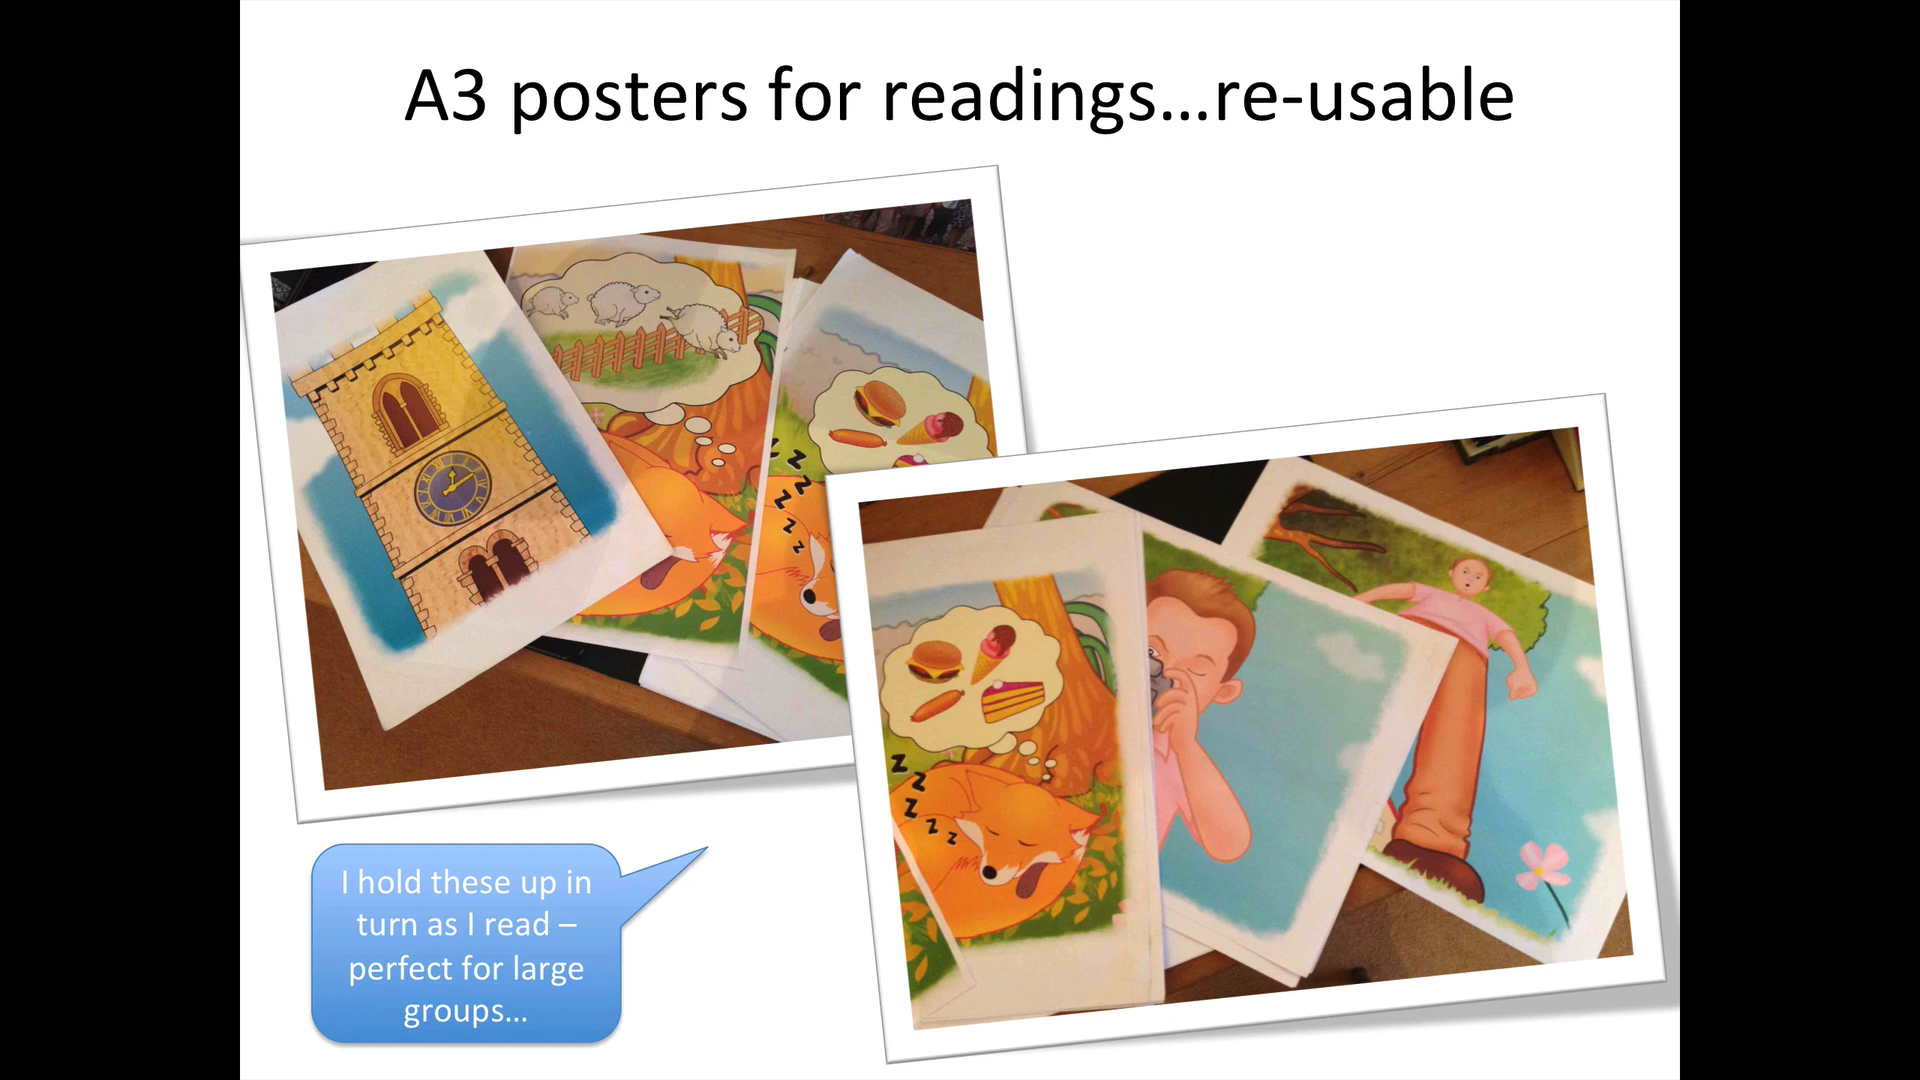 A3 posters for readings...re-usable
z
z
z
z
z
z
z
z
z
z
I hold these up in
turn as I read –
perfect for large
groups...